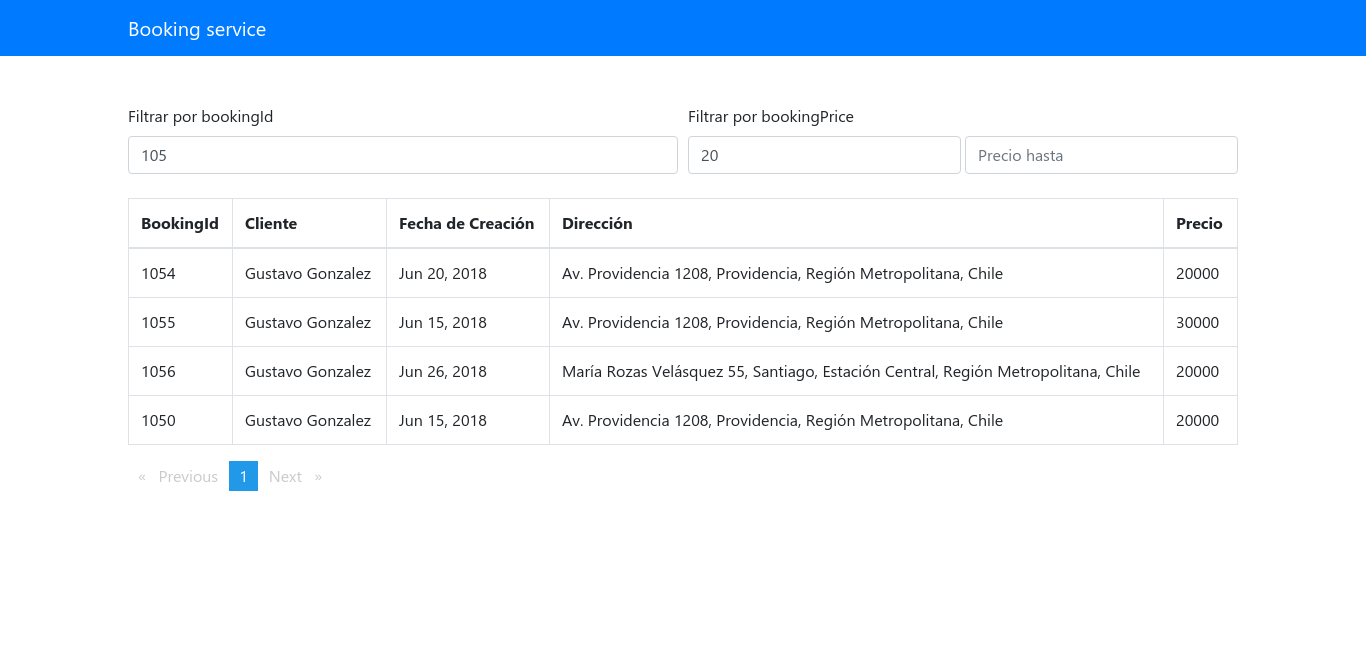 Booking service
Filtrar por bookingId Filtrar por bookingPrice
105 20 Precio hasta
BookingId Cliente Fecha de Creación Dirección Precio
1054 Gustavo Gonzalez Jun 20, 2018 Av. Providencia 1208, Providencia, Región Metropolitana, Chile 20000
1055 Gustavo Gonzalez Jun 15, 2018 Av. Providencia 1208, Providencia, Región Metropolitana, Chile 30000
1056 Gustavo Gonzalez Jun 26, 2018 María Rozas Velásquez 55, Santiago, Estación Central, Región Metropolitana, Chile 20000
1050 Gustavo Gonzalez Jun 15, 2018 Av. Providencia 1208, Providencia, Región Metropolitana, Chile 20000
« Previous 1 Next »